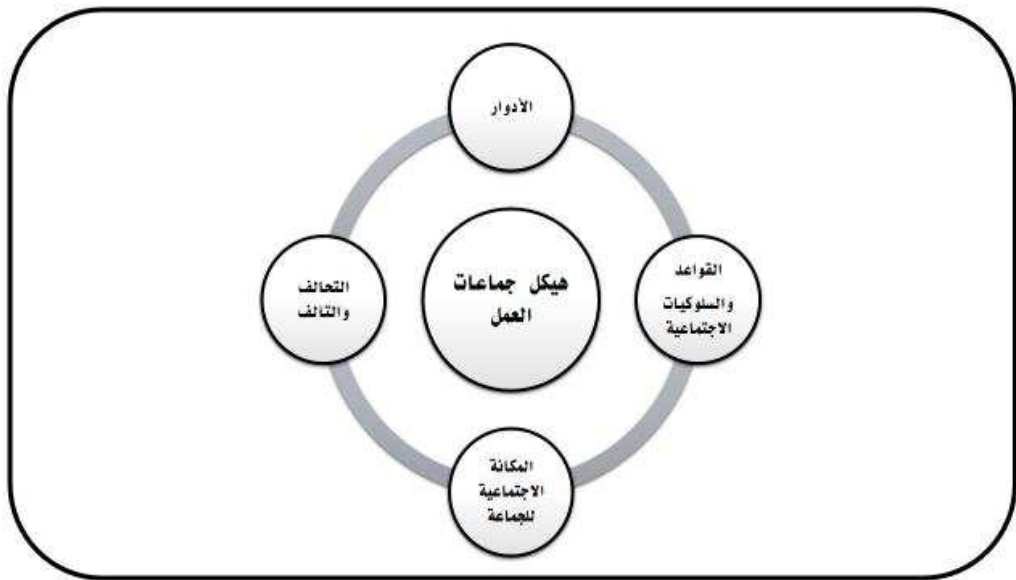 الأدوار
القواعد
والسلوكيات
الاجتماعية
هيكل جماعات
العمل
التحالف
والتالف
المكانة
الاجتماعية
للجماعة